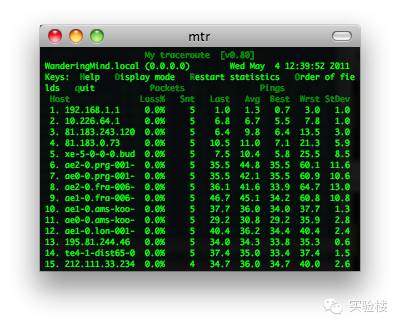 mtr
My traceroute [v0.80]
WanderingMind.local (0.0.0.0) Wed May 4 12:39:52 2011
Keys: Help Display mode Restart statistics Order of fie
lds quit Packets Pings
Host Loss% Snt Last Avg Best Wrst StDev
1. 192.168.1.1 0.0% 5 1.0 1.3 0.7 3.0 1.0
2. 10.226.64.1 0.0% 5 6.8 6.7 5.5 7.8 1.0
3. 81.183.243.120 0.0% 5 6.4 9.8 6.4 13.5 3.0
4. 81.183.0.73 0.0% 5 10.5 11.0 7.1 21.3 5.9
5. xe-5-0-0-0.bud 0.0% 5 7.5 10.4 5.8 25.5 8.5
6. ae2-0.prg-001- 0.0% 5 35.5 44.8 35.5 60.1 11.6
7. ae0-0.prg-001- 0.0% 5 35.5 42.1 35.5 60.9 10.6
8. ae2-0.fra-006- 0.0% 5 36.1 41.6 33.9 64.7 13.0
9. ae1-0.fra-006- 0.0% 5 46.7 45.1 34.2 60.8 10.8
10. ae1-0.ams-koo- 0.0% 5 37.7 36.0 34.0 37.7 1.3
11. ae0-0.ams-koo- 0.0% 5 29.2 30.8 29.2 35.9 2.8
12. ae1-0.lon-001- 0.0% 5 40.4 36.2 34.4 40.4 2.4
13. 195.81.244.46 0.0% 5 34.0 34.3 33.8 35.3 0.6
14. te4-1-dist65-0 0.0% 5 37.4 35.0 33.4 37.4 1.5
15. 212.111.33.234 0.0% 4 34.7 36.0 34.7 40.0 2.6
实验楼